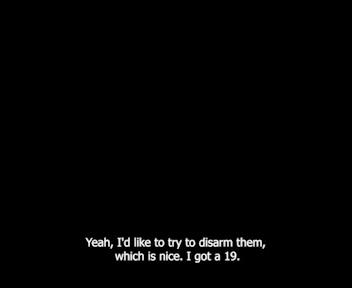 Yeah, I'd like to try to disarm them,
which is nice. I got a 19.